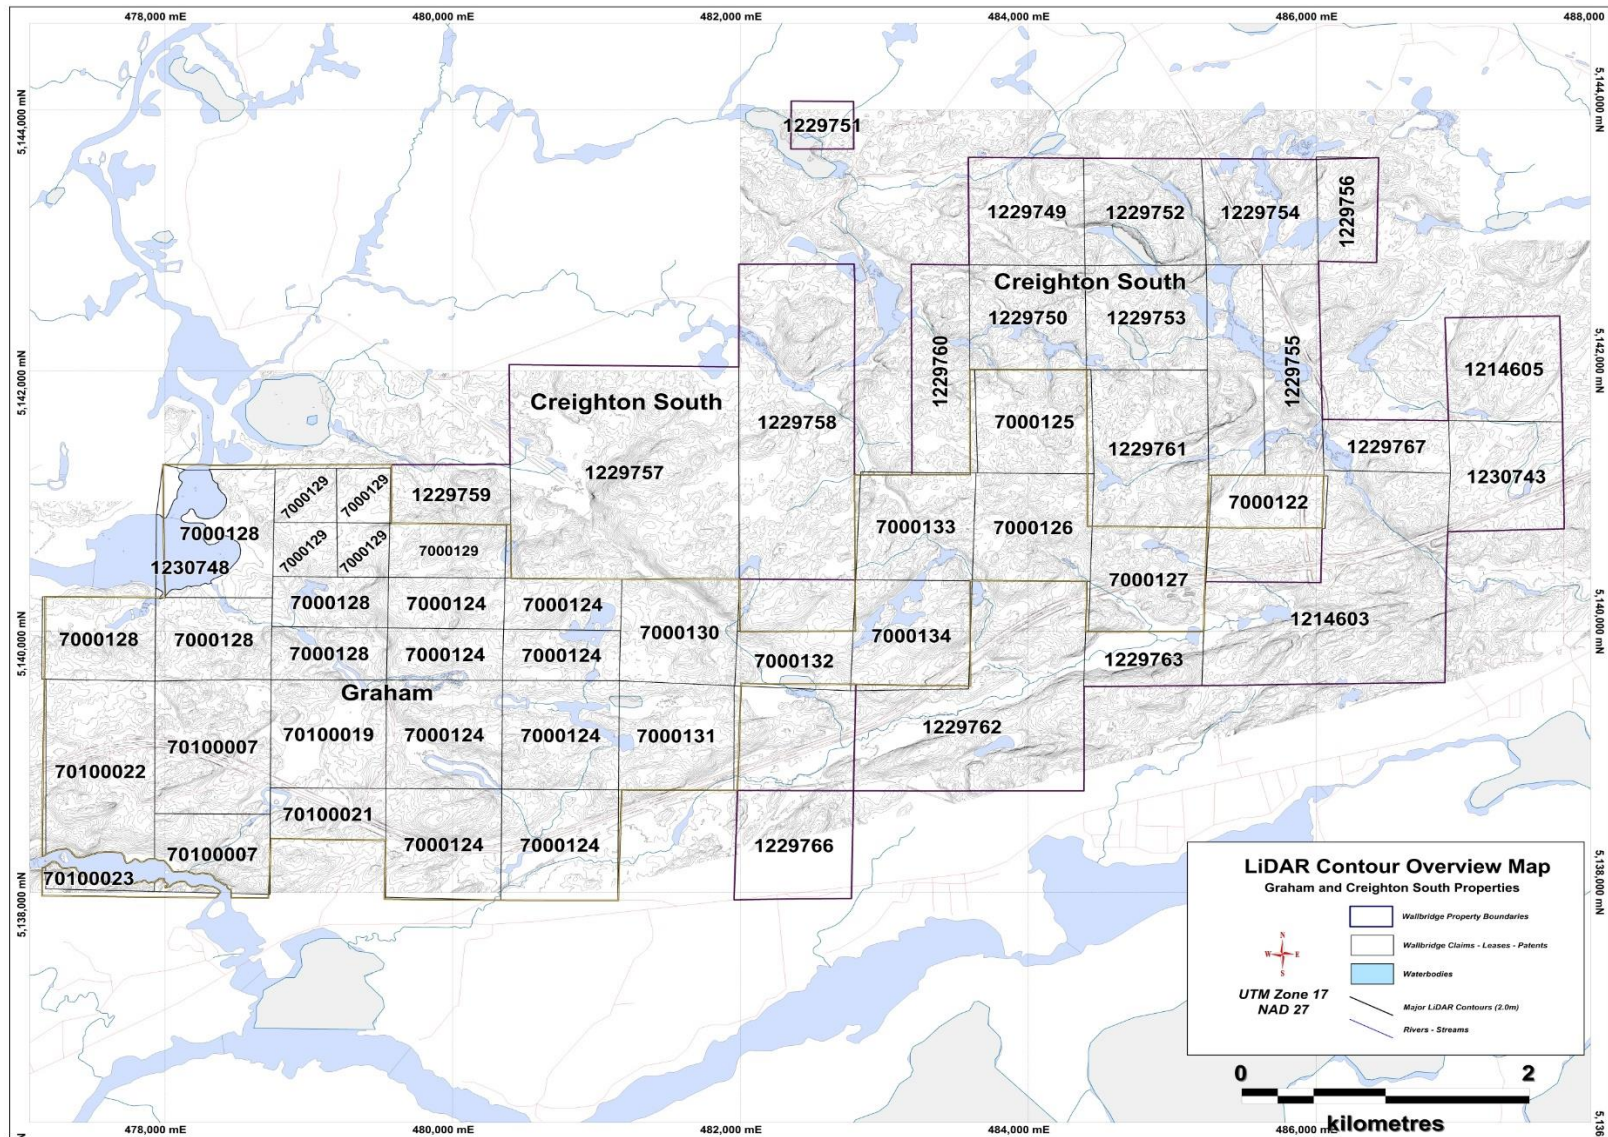 478,000 mE
480,000 mE
482,000 mE
484,000 mE
486,000 mE
488,000
5,144,000 mN
5,144,000 mN
1229751
1229749
1229752
1229754
1229756
Creighton South
1229750
1229753
1229760
1229755
5,142,000 mN
5,142,000 mN
1214605
Creighton South
1229758
7000125
1229761
1229767
1229757
1230743
1229759
7000129
7000129
7000122
7000128
7000133
7000126
7000129
7000129
7000129
1230748
7000127
7000128
7000124
7000124
1214603
5,140,000 mN
5,140,000 mN
7000128
7000128
7000130
7000134
7000128
7000124
7000124
7000132
1229763
Graham
70100019
7000124
7000124
7000131
1229762
70100007
70100022
70100021
7000124
7000124
1229766
70100007
70100023
5,138,000 mN
5,138,000 mN
LiDAR Contour Overview Map
Graham and Creighton South Properties
Wallbridge Property Boundaries
N
W
E
S
Wallbridge Claims - Leases - Patents
Waterbodies
UTM Zone 17
NAD 27
Major LiDAR Contours (2.0m)
Rivers - Streams
0
2
kilometres
N
5,136
478,000 mE
480,000 mE
482,000 mE
484,000 mE
486,000 mE